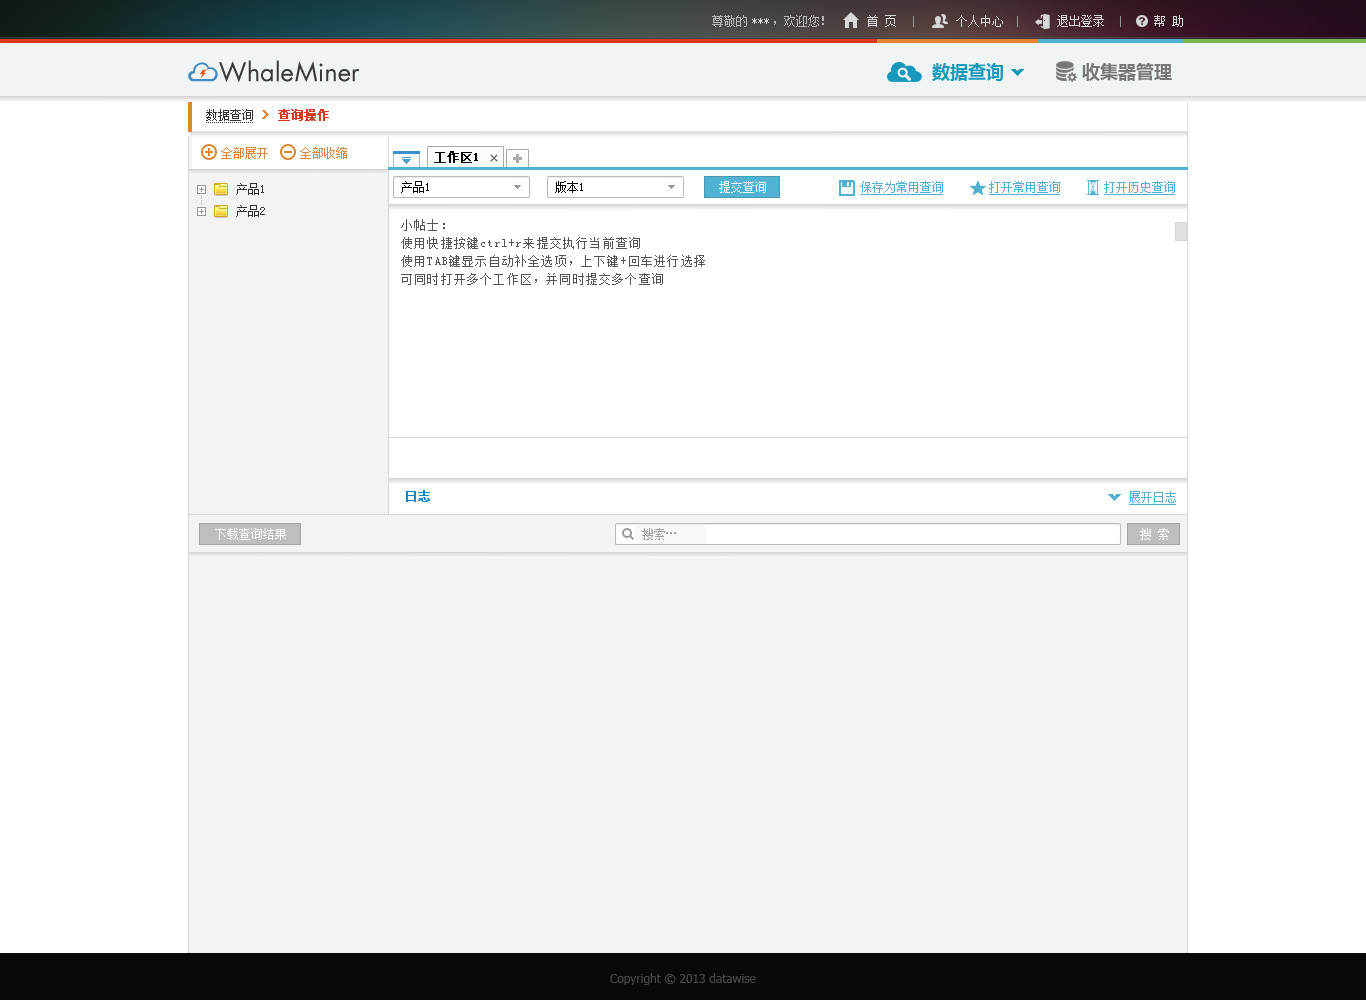 尊敬的 *** ，欢迎您! 首 页 | 个人中心 | 退出登录 | 帮 助
WhaleMiner 数据查询 收集器管理
数据查询 查询操作
全部展开 全部收缩
工作区1 ×
产品1 版本1 提交查询 保存为常用查询 打开常用查询 打开历史查询
产品1
产品2
小帖士：
使用快捷按键ctrl+r来提交执行当前查询
使用TAB键显示自动补全选项，上下键+回车进行选择
可同时打开多个工作区，并同时提交多个查询
日志 展开日志
下载查询结果 搜索… 搜 索
Copyright © 2013 datawise